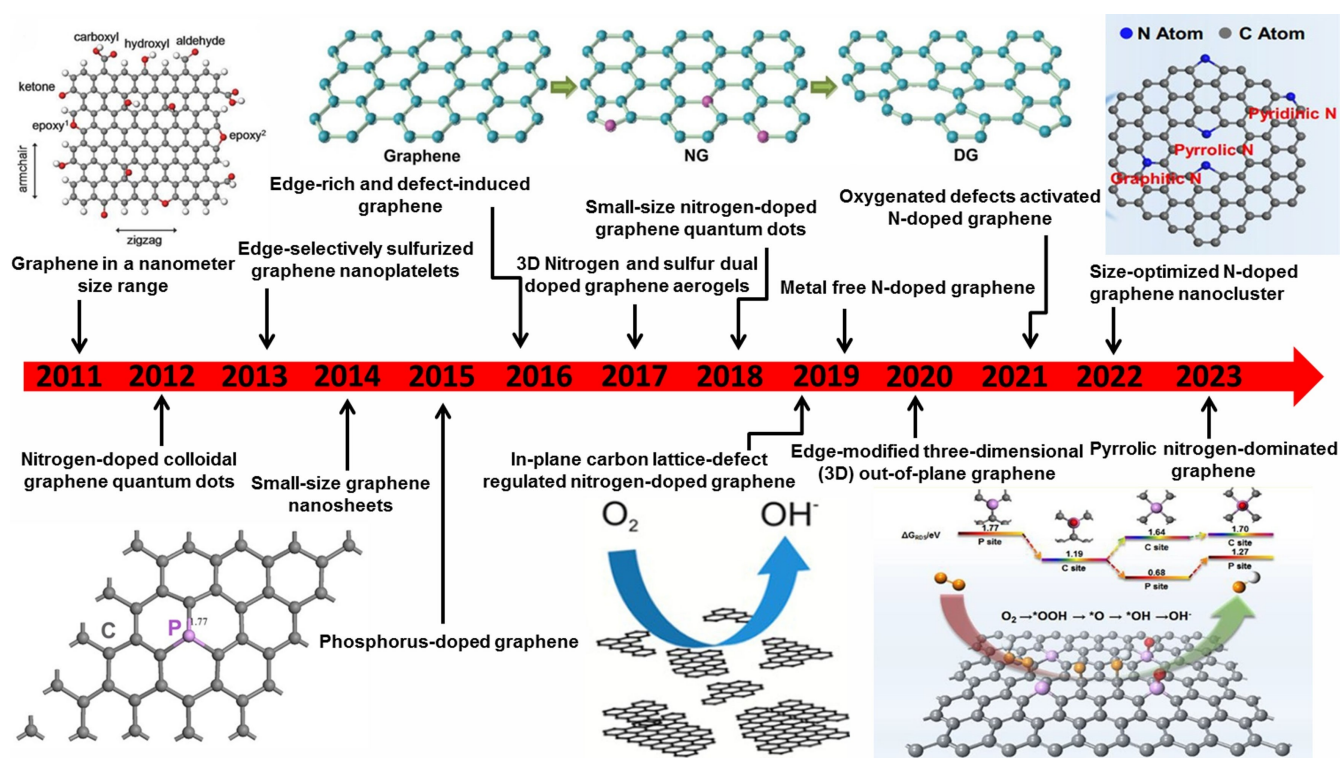 carboxyl
hydroxyl
aldehyde
ketone
epoxy¹
epoxy²
armchair
zigzag
Graphene
NG
DG
N Atom
C Atom
Pyridinic N
Pyrrolic N
Graphitic N
Graphene in a nanometer
size range
Edge-selectively sulfurized
graphene nanoplatelets
Edge-rich and defect-induced
graphene
3D Nitrogen and sulfur dual
doped graphene aerogels
Small-size nitrogen-doped
graphene quantum dots
Metal free N-doped graphene
Oxygenated defects activated
N-doped graphene
Size-optimized N-doped
graphene nanocluster
2011 2012 2013 2014 2015 2016 2017 2018 2019 2020 2021 2022 2023
Nitrogen-doped colloidal
graphene quantum dots
Small-size graphene
nanosheets
Phosphorus-doped graphene
In-plane carbon lattice-defect
regulated nitrogen-doped graphene
Edge-modified three-dimensional
(3D) out-of-plane graphene
Pyrrolic nitrogen-dominated
graphene
C
P
1.77
O₂
OH⁻
ΔG_RDS/eV
1.77
P site
1.19
C site
1.64
C site
1.70
C site
0.68
P site
1.27
P site
O₂→*OOH→*O→*OH→OH⁻